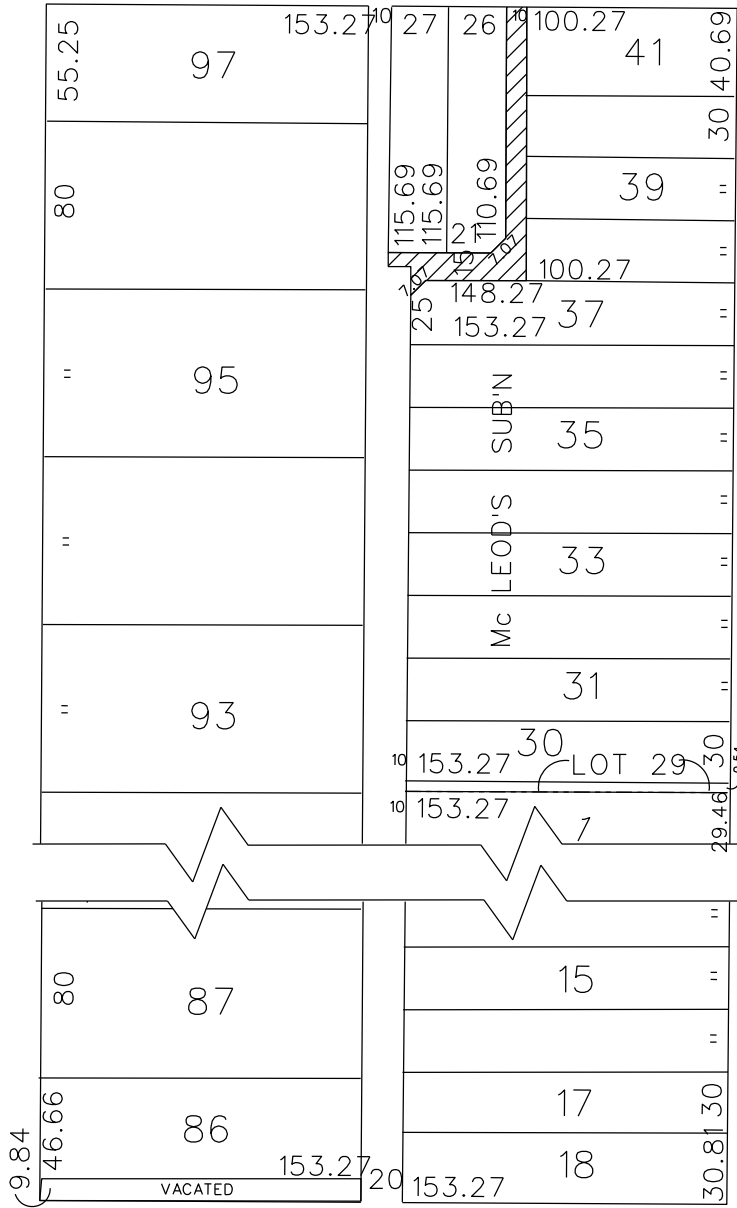 153.27 10 27 26 10 100.27
55.25 97 41 40.69
30
80 115.69 115.69 110.69 39 =
21 7.07 =
15 100.27
7.07 148.27
25 153.27 37 =
= 95 =
SUB'N
35 =
=
= LEOD'S
33 =
Mc =
31 =
= 93
30 30
10 153.27 LOT 29
10 153.27 1 29.46
=
80 87 15 =
=
17 30
46.66 86
9.84 153.27 20 153.27 18 30.81
VACATED